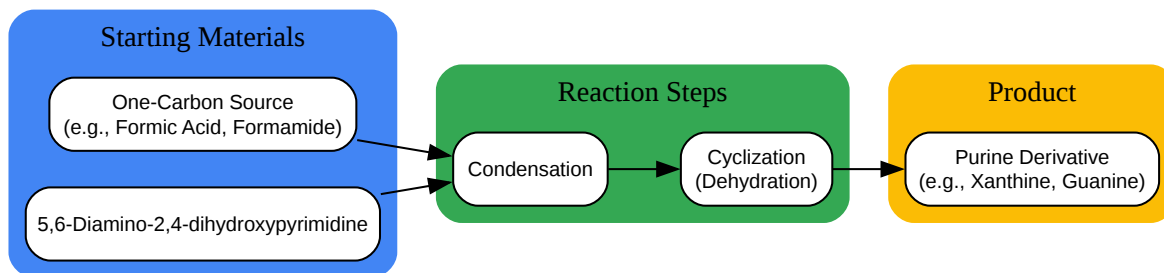 Starting Materials
One-Carbon Source
(e.g., Formic Acid, Formamide)
5,6-Diamino-2,4-dihydroxypyrimidine
Reaction Steps
Condensation
Cyclization
(Dehydration)
Product
Purine Derivative
(e.g., Xanthine, Guanine)